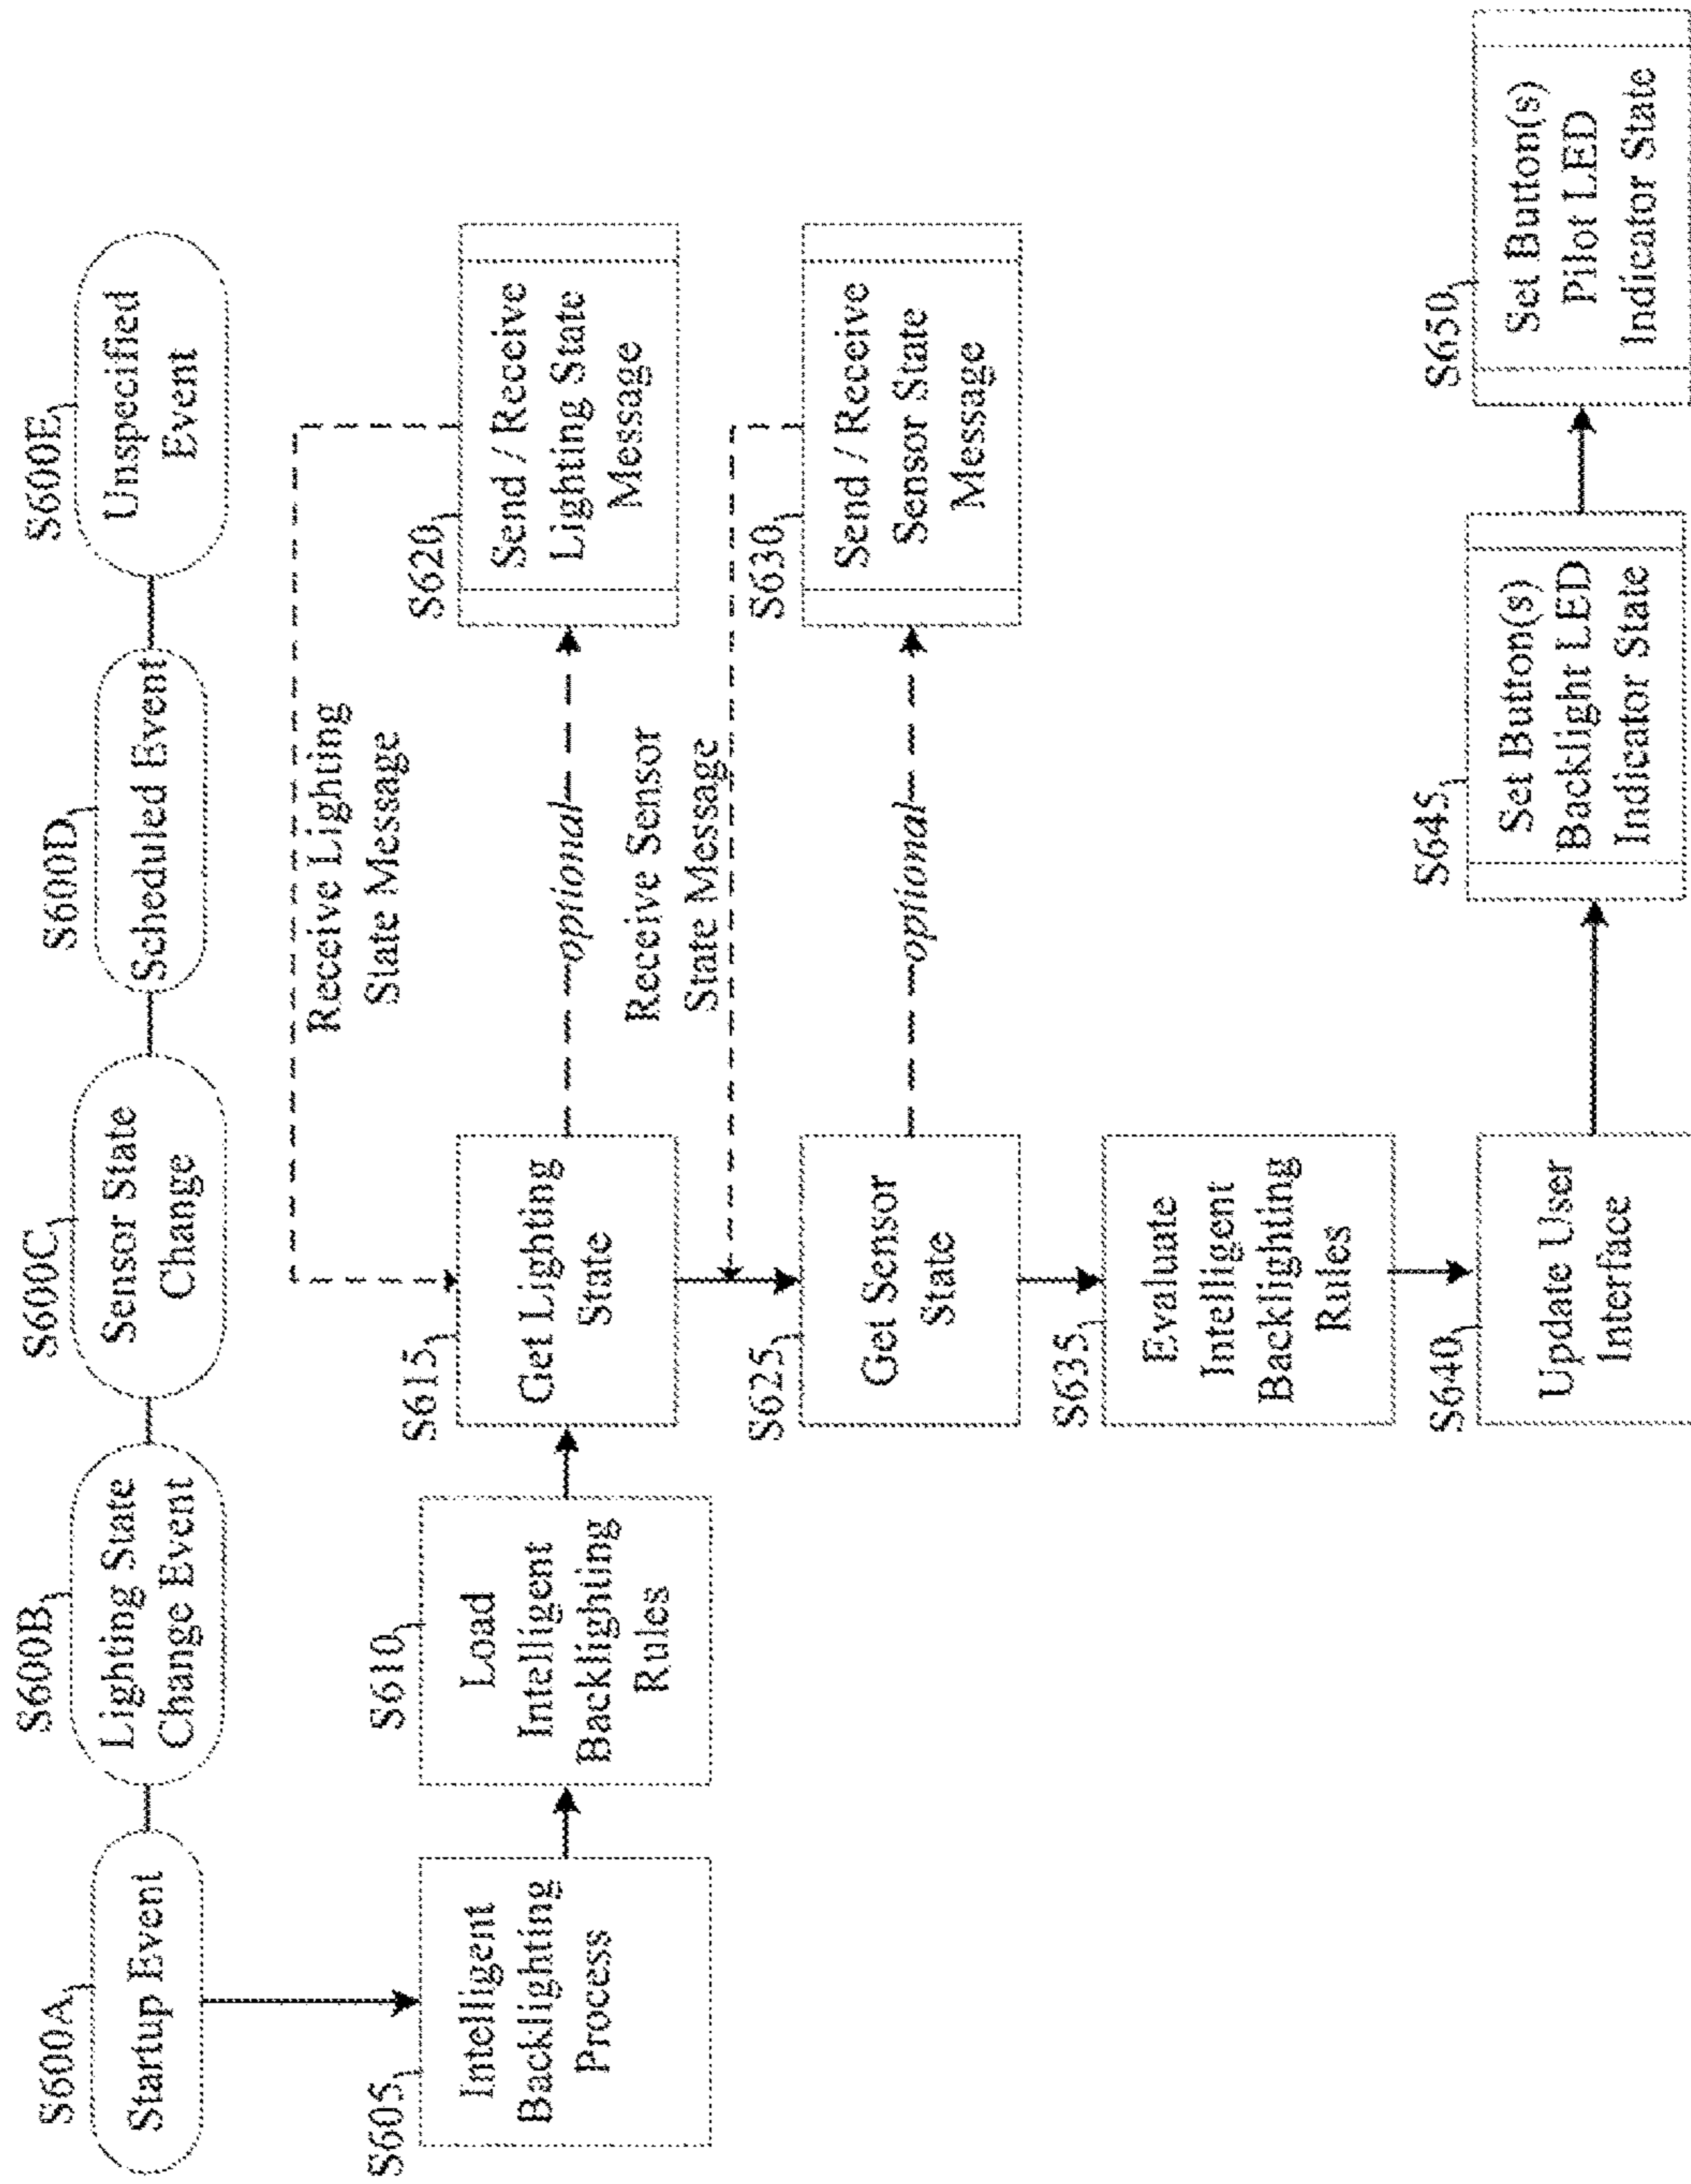 S600A
Startup Event
S600B
Lighting State
Change Event
S600C
Sensor State
Change
S600D
Scheduled Event
S600E
Unspecified
Event
Receive Lighting
State Message
S605
Intelligent
Backlighting
Process
S610
Load
Intelligent
Backlighting
Rules
S615
Get Lighting
State
optional
S620
Send / Receive
Lighting State
Message
Receive Sensor
State Message
S625
Get Sensor
State
optional
S630
Send / Receive
Sensor State
Message
S635
Evaluate
Intelligent
Backlighting
Rules
S640
Update User
Interface
S645
Set Button(s)
Backlight LED
Indicator State
S650
Set Button(s)
Pilot LED
Indicator State